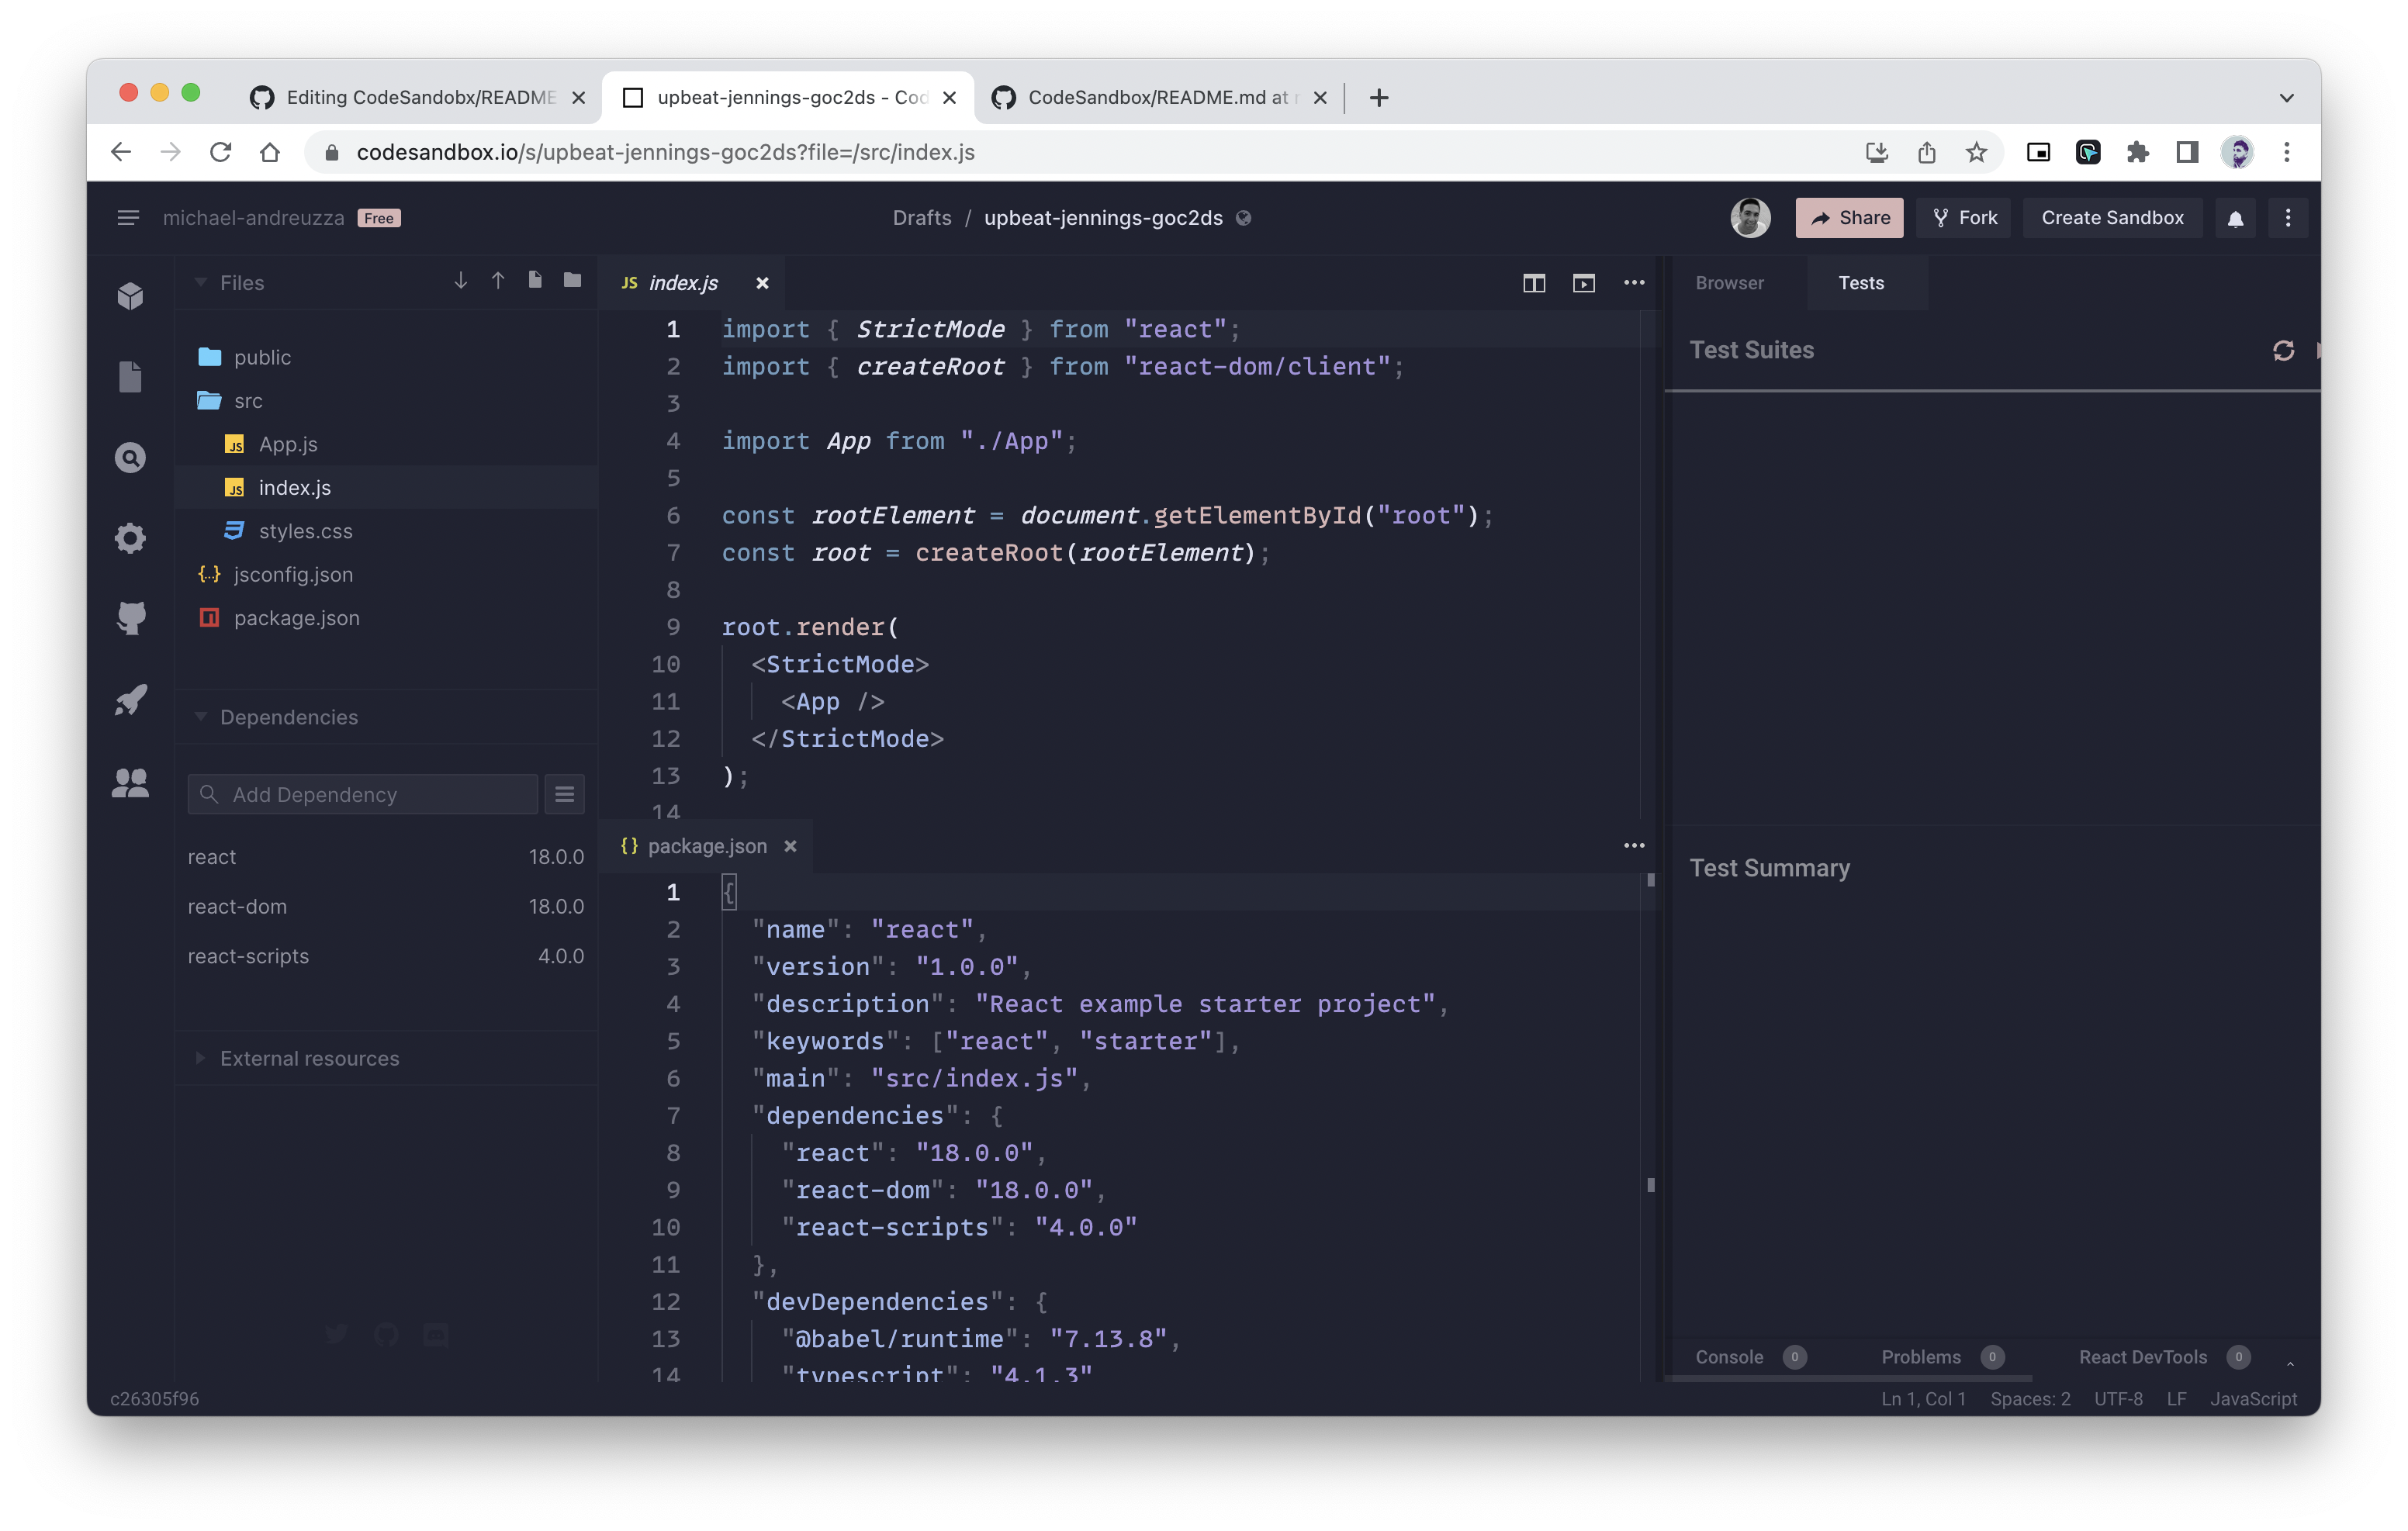 Editing CodeSandobx/README
upbeat-jennings-goc2ds - Cod
CodeSandbox/README.md at
codesandbox.io/s/upbeat-jennings-goc2ds?file=/src/index.js
michael-andreuzza Free
Drafts / upbeat-jennings-goc2ds
Share
Fork
Create Sandbox
Files
public
src
JS App.js
JS index.js
styles.css
{..} jsconfig.json
package.json
Dependencies
Add Dependency
react 18.0.0
react-dom 18.0.0
react-scripts 4.0.0
External resources
JS index.js
1 import { StrictMode } from "react";
2 import { createRoot } from "react-dom/client";
3
4 import App from "./App";
5
6 const rootElement = document.getElementById("root");
7 const root = createRoot(rootElement);
8
9 root.render(
10 <StrictMode>
11 <App />
12 </StrictMode>
13 );
14
{} package.json
1 {
2 "name": "react",
3 "version": "1.0.0",
4 "description": "React example starter project",
5 "keywords": ["react", "starter"],
6 "main": "src/index.js",
7 "dependencies": {
8 "react": "18.0.0",
9 "react-dom": "18.0.0",
10 "react-scripts": "4.0.0"
11 },
12 "devDependencies": {
13 "@babel/runtime": "7.13.8",
14 "typescript": "4.1.3"
Browser
Tests
Test Suites
Test Summary
Console 0
Problems 0
React DevTools 0
c26305f96
Ln 1, Col 1
Spaces: 2
UTF-8
LF
JavaScript